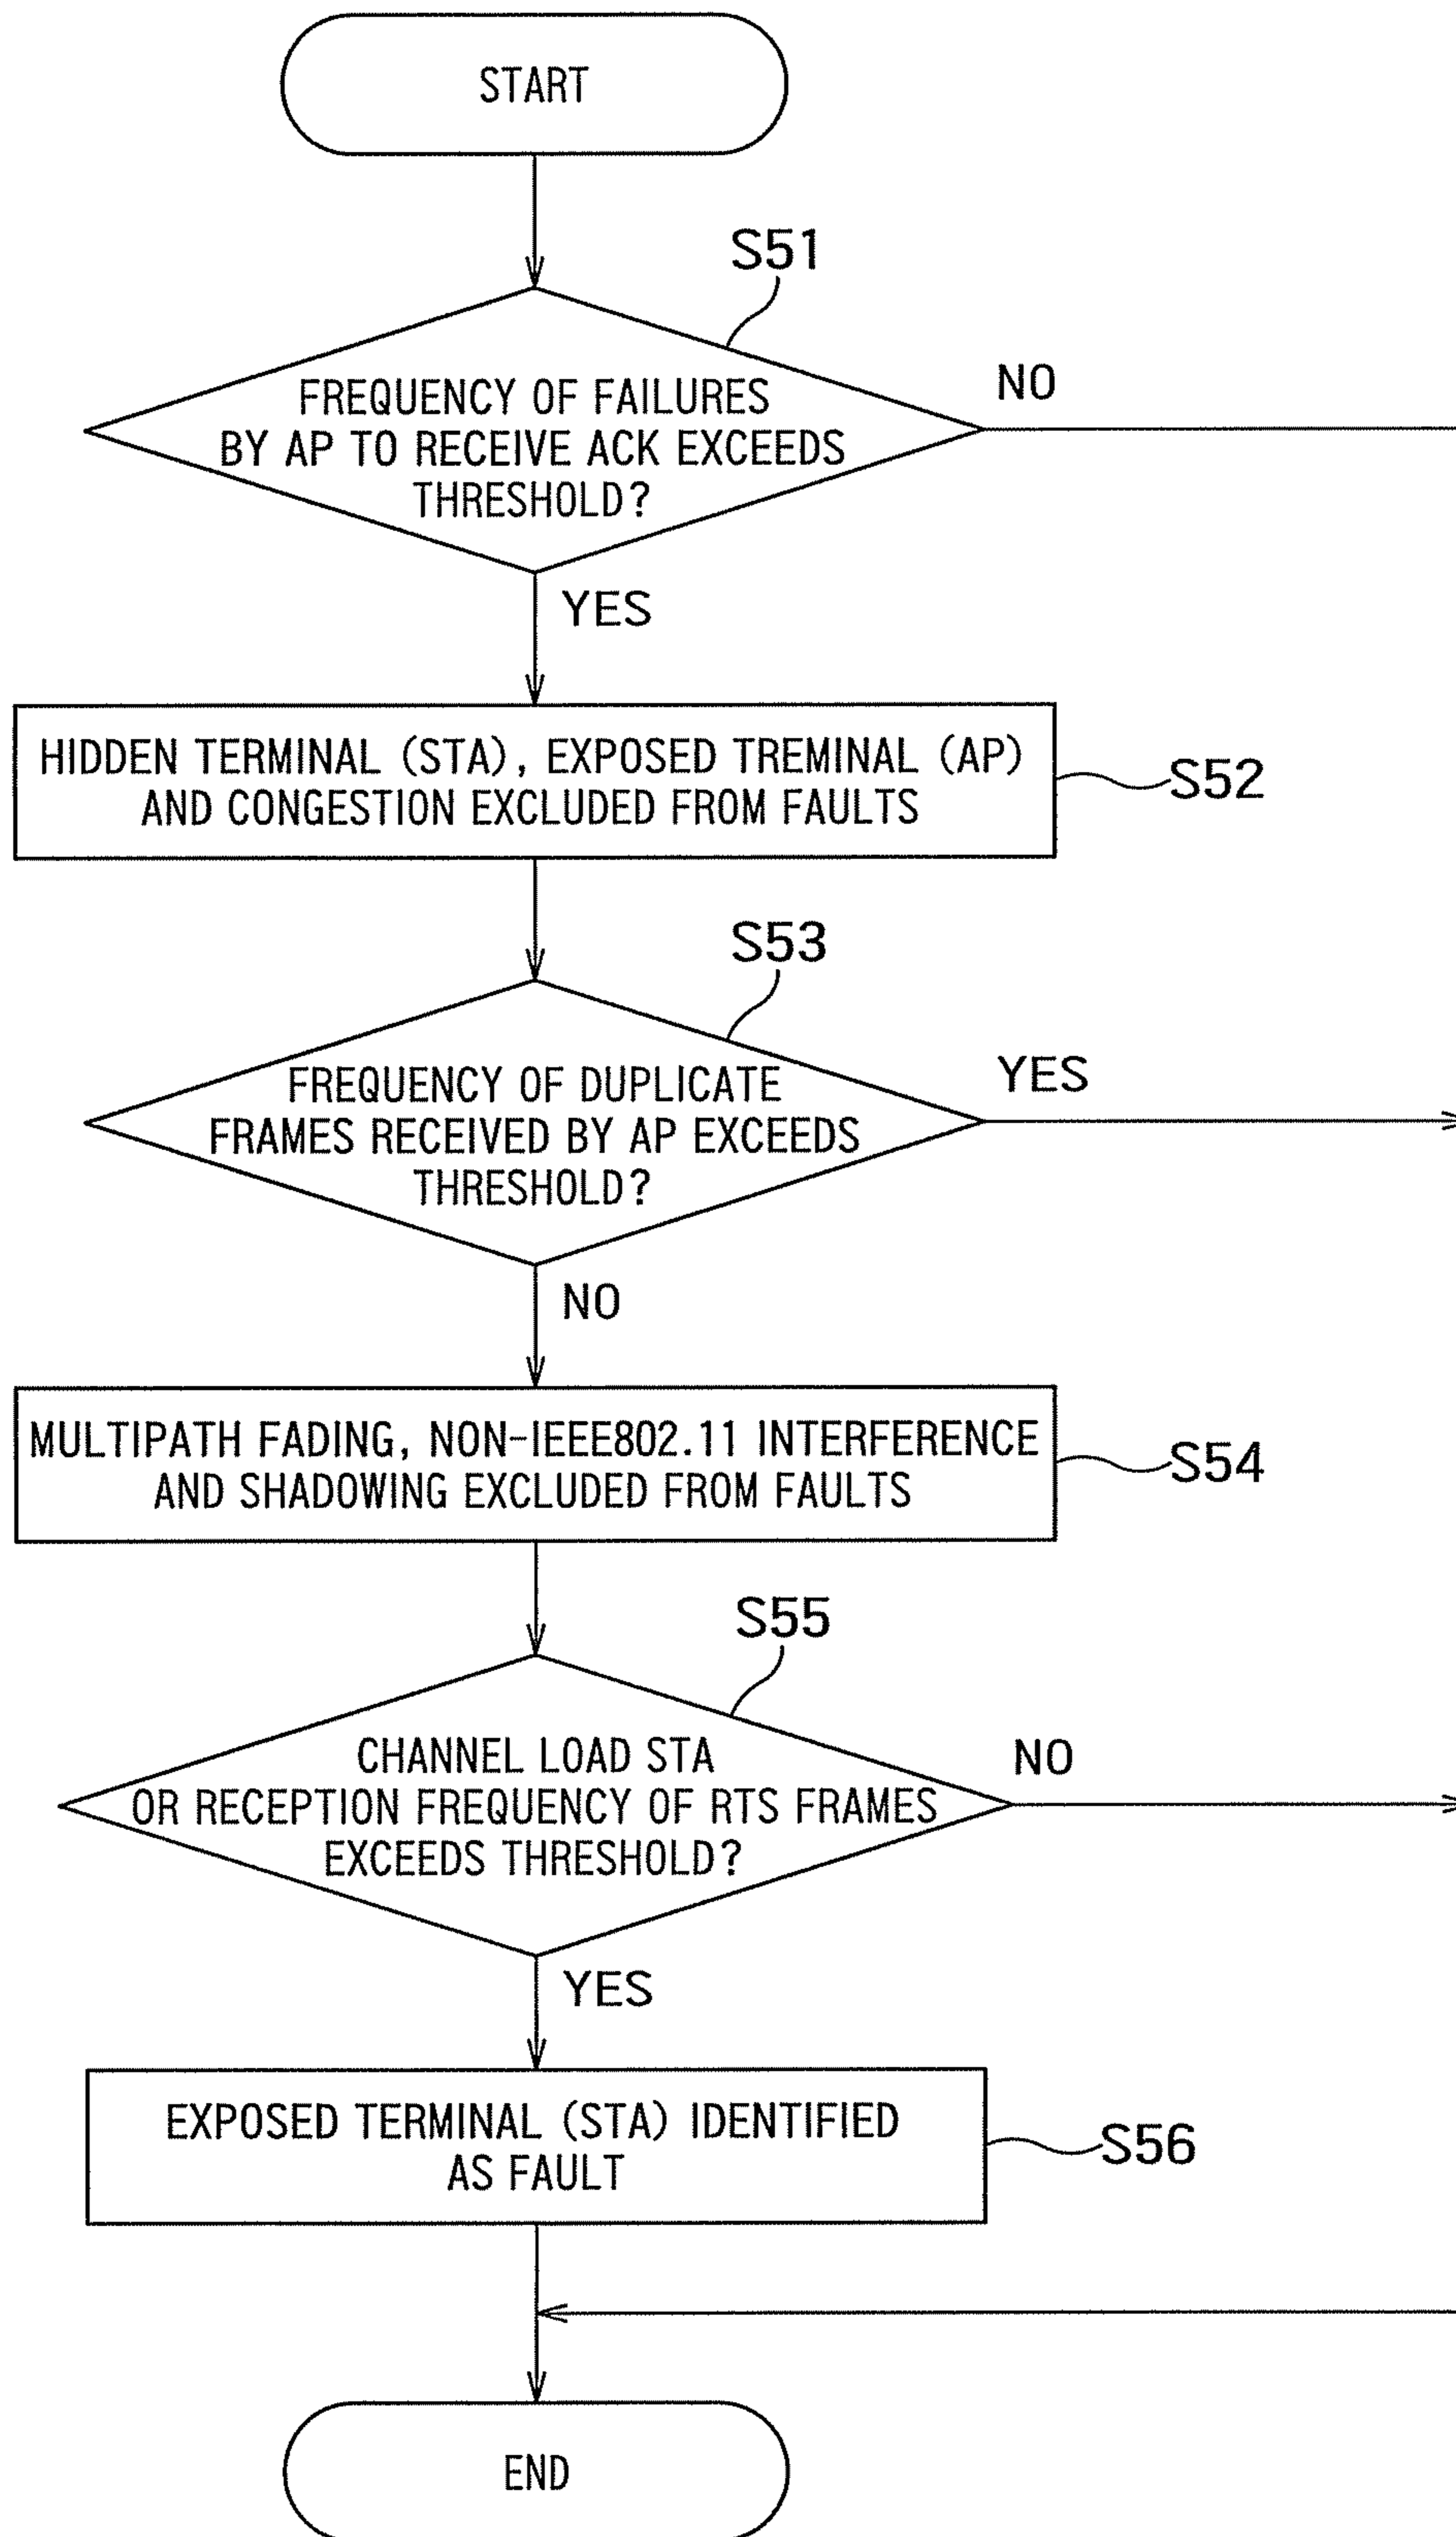 START
S51
FREQUENCY OF FAILURES
BY AP TO RECEIVE ACK EXCEEDS
THRESHOLD?
NO
YES
HIDDEN TERMINAL (STA), EXPOSED TREMINAL (AP)
AND CONGESTION EXCLUDED FROM FAULTS
S52
S53
FREQUENCY OF DUPLICATE
FRAMES RECEIVED BY AP EXCEEDS
THRESHOLD?
YES
NO
MULTIPATH FADING, NON-IEEE802.11 INTERFERENCE
AND SHADOWING EXCLUDED FROM FAULTS
S54
S55
CHANNEL LOAD STA
OR RECEPTION FREQUENCY OF RTS FRAMES
EXCEEDS THRESHOLD?
NO
YES
EXPOSED TERMINAL (STA) IDENTIFIED
AS FAULT
S56
END